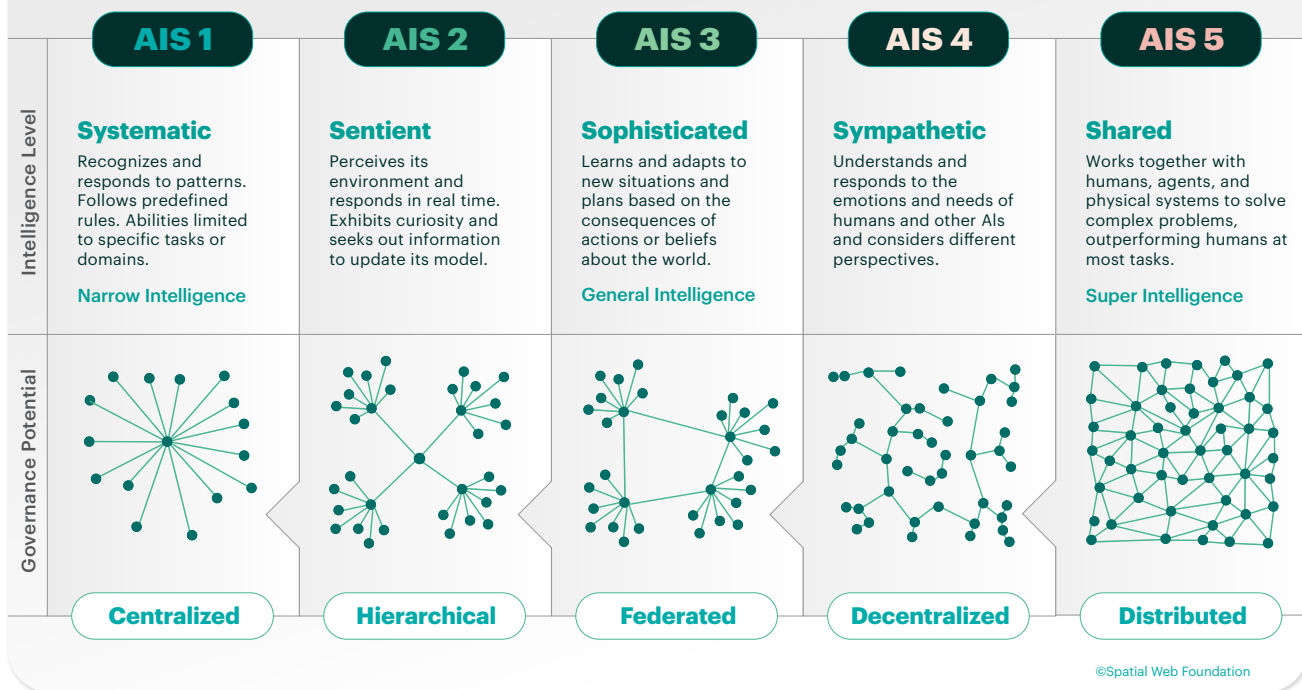 AIS 1
AIS 2
AIS 3
AIS 4
AIS 5
Intelligence Level
Systematic
Recognizes and
responds to patterns.
Follows predefined
rules. Abilities limited
to specific tasks or
domains.
Narrow Intelligence
Sentient
Perceives its
environment and
responds in real time.
Exhibits curiosity and
seeks out information
to update its model.
Sophisticated
Learns and adapts to
new situations and
plans based on the
consequences of
actions or beliefs
about the world.
General Intelligence
Sympathetic
Understands and
responds to the
emotions and needs of
humans and other AIs
and considers different
perspectives.
Shared
Works together with
humans, agents, and
physical systems to solve
complex problems,
outperforming humans at
most tasks.
Super Intelligence
Governance Potential
Centralized
Hierarchical
Federated
Decentralized
Distributed
©Spatial Web Foundation